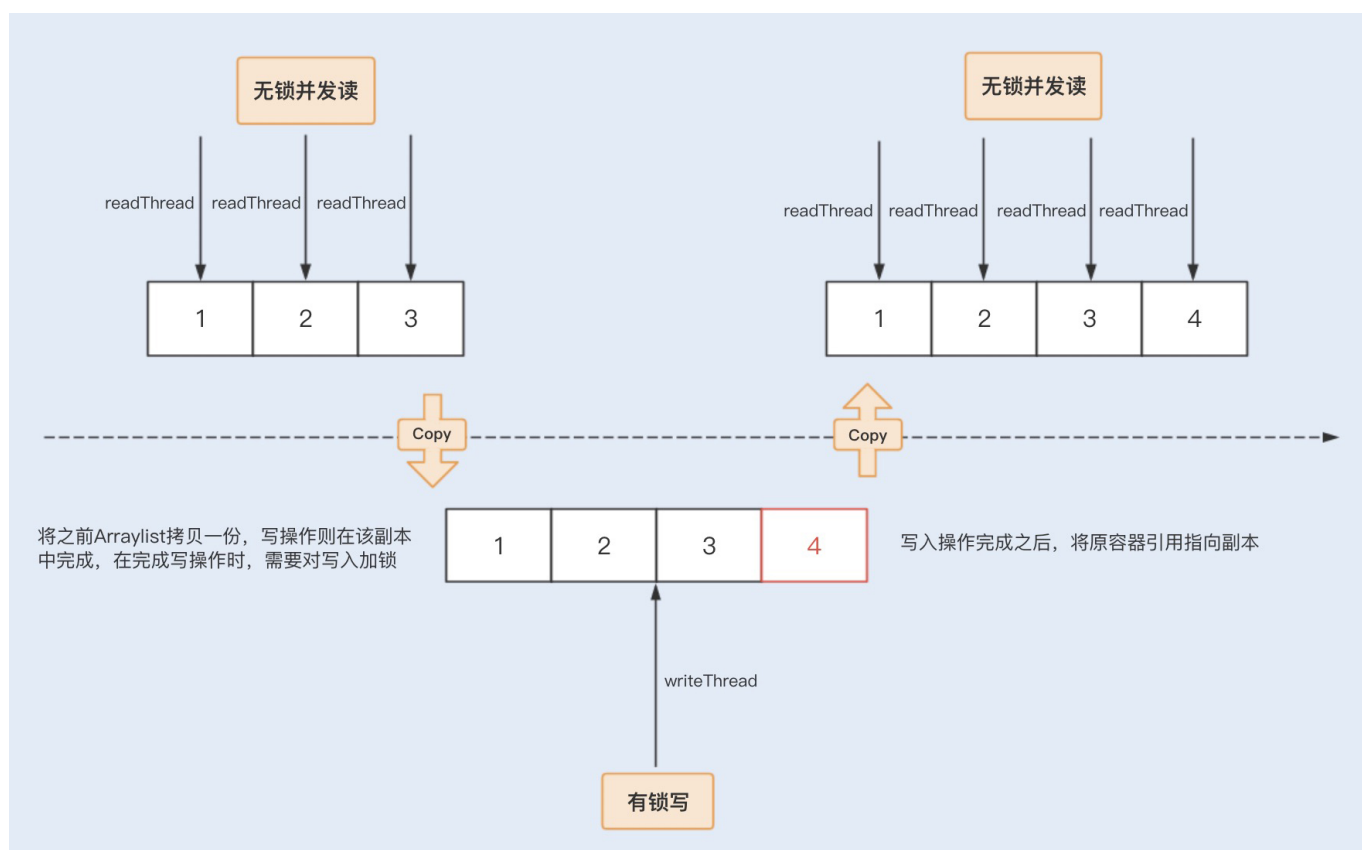 无锁并发读
无锁并发读
readThread
readThread
readThread
readThread
readThread
readThread
readThread
1
2
3
1
2
3
4
Copy
Copy
将之前Arraylist拷贝一份，写操作则在该副本
中完成，在完成写操作时，需要对写入加锁
1
2
3
4
写入操作完成之后，将原容器引用指向副本
writeThread
有锁写